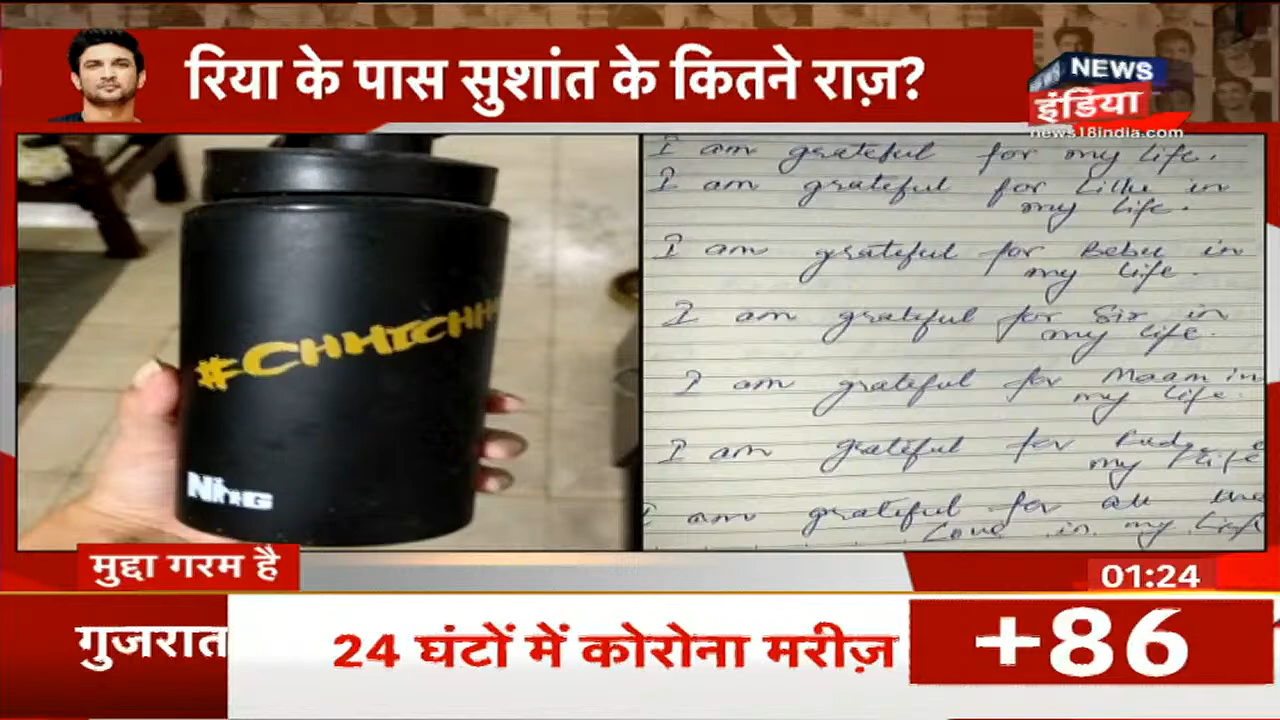 रिया के पास सुशांत के कितने राज़?
NEWS
इंडिया
news18india.com
#CHHICHH
I am grateful for my life.
I am grateful for Lillu in
my life.
I am grateful for Bebu in
my life.
I am grateful for Sir in
my life.
I am grateful for Maam in
my life.
I am grateful for
my life
I am grateful for all the
Love in my life
मुद्दा गरम है
01:24
गुजरात
24 घंटों में कोरोना मरीज़
+86